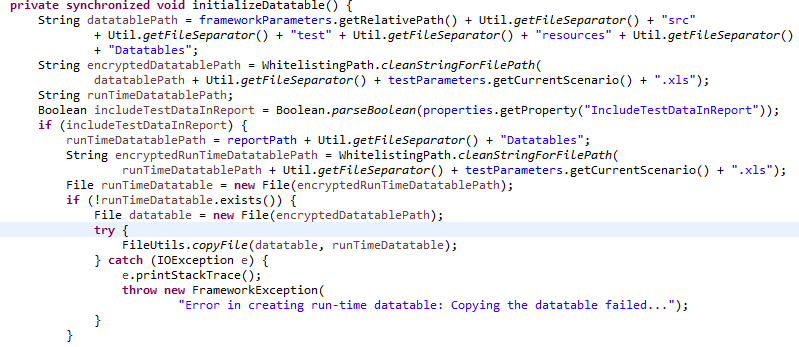 private synchronized void initializeDatatable() {
    String datatablePath = frameworkParameters.getRelativePath() + Util.getFileSeparator() + "src"
            + Util.getFileSeparator() + "test" + Util.getFileSeparator() + "resources" + Util.getFileSeparator()
            + "Datatables";
    String encryptedDatatablePath = WhitelistingPath.cleanStringForFilePath(
            datatablePath + Util.getFileSeparator() + testParameters.getCurrentScenario() + ".xls");
    String runTimeDatatablePath;
    Boolean includeTestDataInReport = Boolean.parseBoolean(properties.getProperty("IncludeTestDataInReport"));
    if (includeTestDataInReport) {
        runTimeDatatablePath = reportPath + Util.getFileSeparator() + "Datatables";
        String encryptedRunTimeDatatablePath = WhitelistingPath.cleanStringForFilePath(
                runTimeDatatablePath + Util.getFileSeparator() + testParameters.getCurrentScenario() + ".xls");
        File runTimeDatatable = new File(encryptedRunTimeDatatablePath);
        if (!runTimeDatatable.exists()) {
            File datatable = new File(encryptedDatatablePath);
            try {
                FileUtils.copyFile(datatable, runTimeDatatable);
            } catch (IOException e) {
                e.printStackTrace();
                throw new FrameworkException(
                        "Error in creating run-time datatable: Copying the datatable failed...");
            }
        }